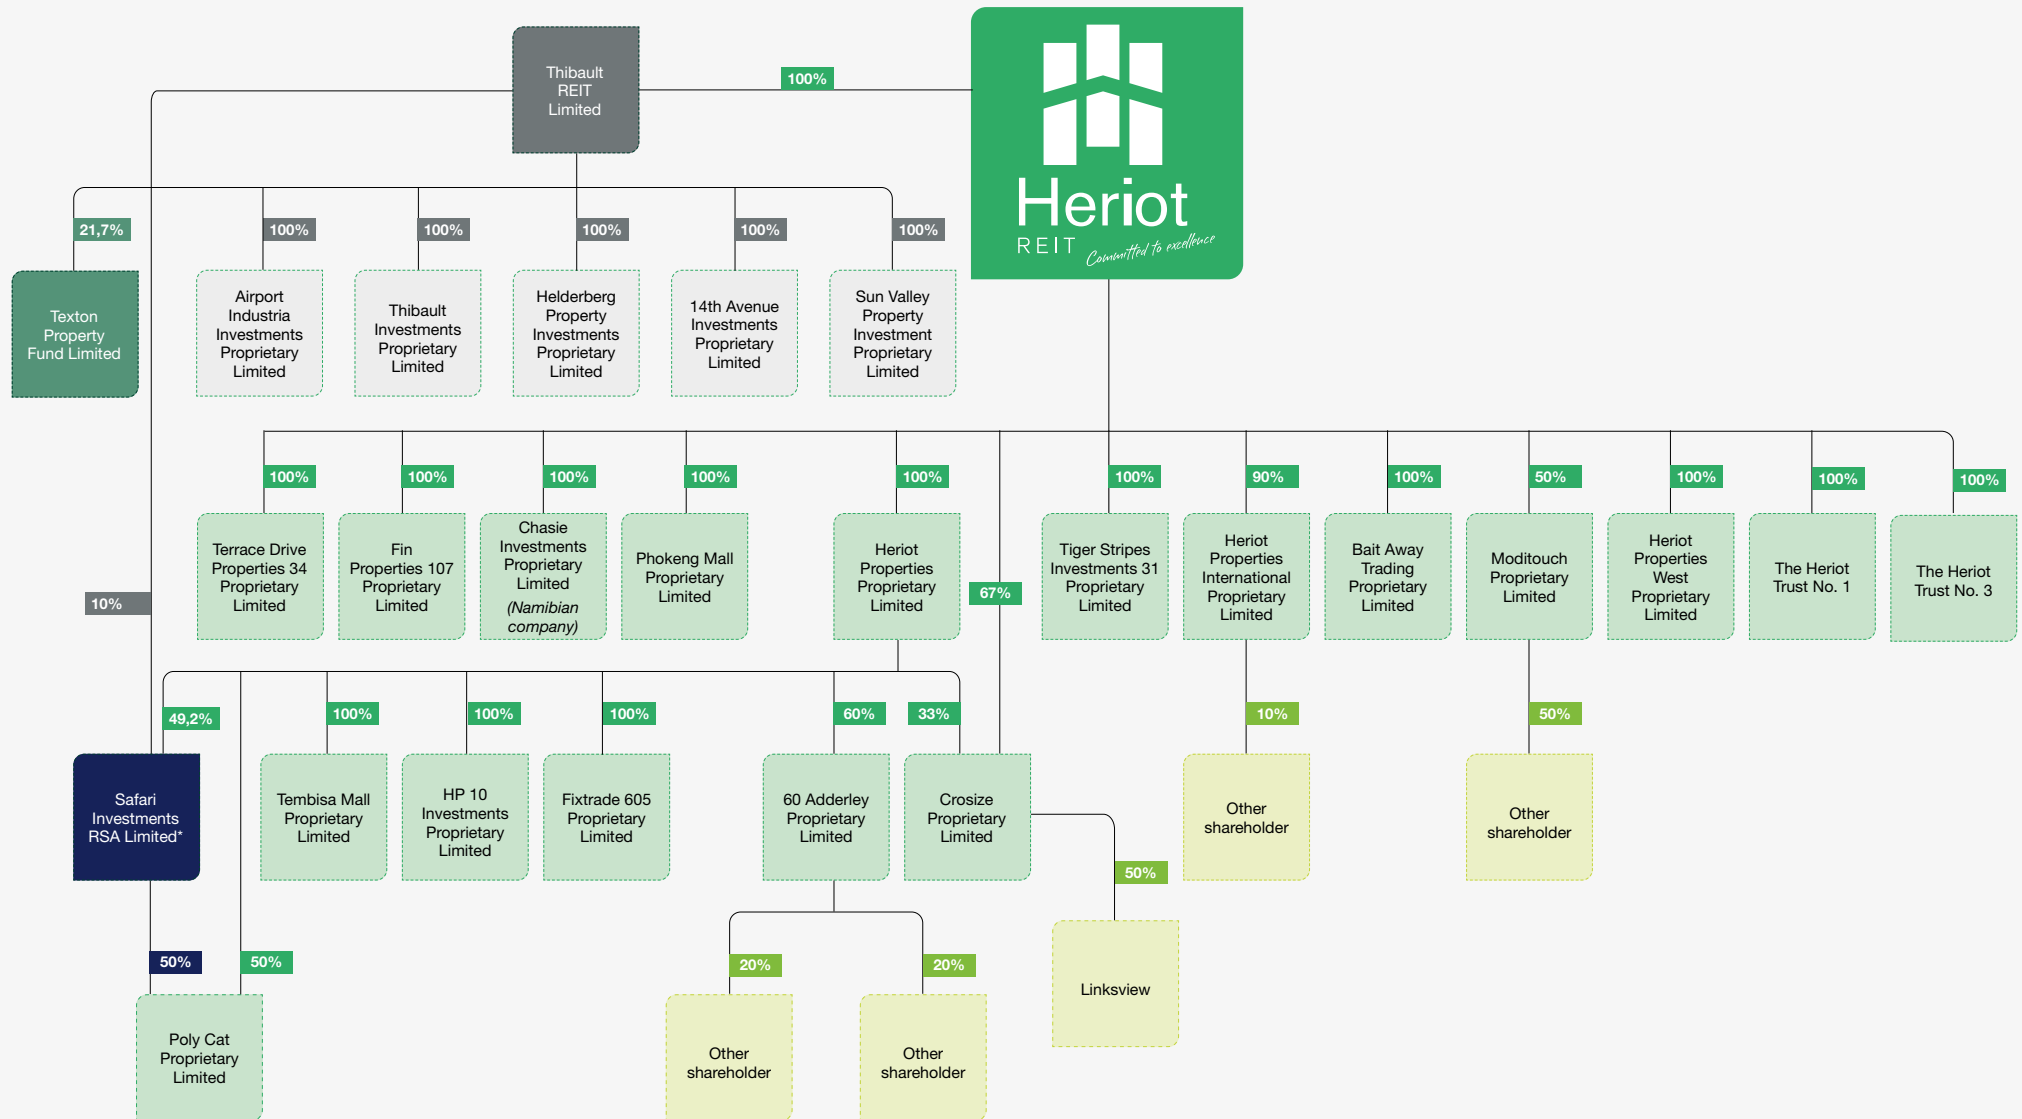 Thibault
REIT
Limited
100%
Heriot
REIT
Committed to excellence
21,7%
100%
100%
100%
100%
100%
Texton
Property
Fund Limited
Airport
Industria
Investments
Proprietary
Limited
Thibault
Investments
Proprietary
Limited
Helderberg
Property
Investments
Proprietary
Limited
14th Avenue
Investments
Proprietary
Limited
Sun Valley
Property
Investment
Proprietary
Limited
100%
100%
100%
100%
100%
100%
90%
100%
50%
100%
100%
100%
Terrace Drive
Properties 34
Proprietary
Limited
Fin
Properties 107
Proprietary
Limited
Chasie
Investments
Proprietary
Limited
(Namibian
company)
Phokeng Mall
Proprietary
Limited
Heriot
Properties
Proprietary
Limited
Tiger Stripes
Investments 31
Proprietary
Limited
Heriot
Properties
International
Proprietary
Limited
Bait Away
Trading
Proprietary
Limited
Moditouch
Proprietary
Limited
Heriot
Properties
West
Proprietary
Limited
The Heriot
Trust No. 1
The Heriot
Trust No. 3
10%
67%
49,2%
100%
100%
100%
60%
33%
10%
50%
Safari
Investments
RSA Limited*
Tembisa Mall
Proprietary
Limited
HP 10
Investments
Proprietary
Limited
Fixtrade 605
Proprietary
Limited
60 Adderley
Proprietary
Limited
Crosize
Proprietary
Limited
Other
shareholder
Other
shareholder
50%
50%
50%
20%
20%
Linksview
Poly Cat
Proprietary
Limited
Other
shareholder
Other
shareholder